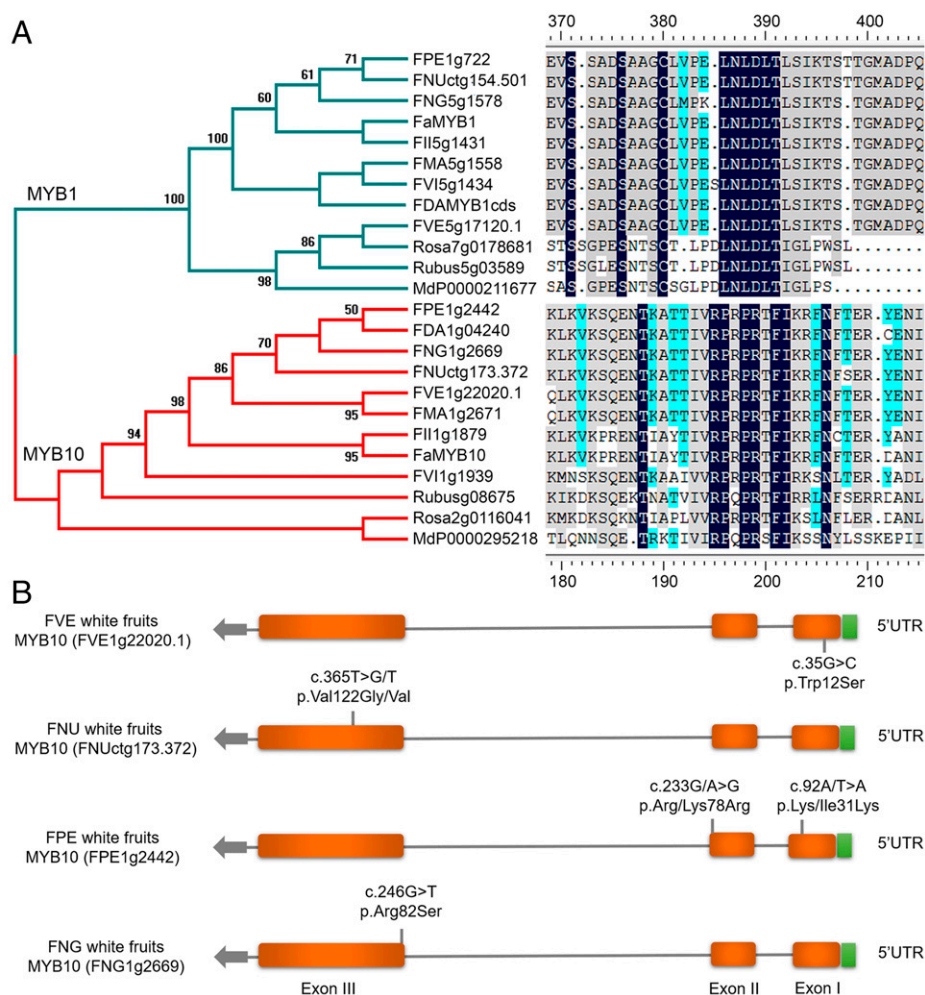 A
370 380 390 400
71 FPE1g722 EVS.SADSAAGCLVPE.LNLDLTLSIKTSTTGMADPQ
61 FNUctg154.501 EVS.SADSAAGCLVPE.LNLDLTLSIKTS.TGMADPQ
60 FNG5g1578 EVS.SADSAAGCLMPK.LNLDLTLSIKTS.TGMADPQ
FaMYB1 EVS.SADSAAGCLVPE.LNLDLTLSIKTS.TGMADPQ
100 FII5g1431 EVS.SADSAAGCLVPE.LNLDLTLSIKTS.TGMADPQ
FMA5g1558 EVS.SADSAAGCLVPE.LNLDLTLSIKTS.TGMADPQ
MYB1 FVI5g1434 EVS.SADSAAGCLVPESLNLDLTLSIKTS.TGMADPQ
100 FDAMYB1cds EVS.SADSAAGCLVPE.LNLDLTLSIKTS.TGMADPQ
FVE5g17120.1 EVS.SADSAAGCLVPE.LNLDLTLSIKTS.TGMADPQ
86 Rosa7g0178681 STSSGPESNTSCT.LPDLNLDLTIGLPWSL.......
Rubus5g03589 STSSGLESNTSCT.LPDLNLDLTIGLPWSL.......
98 MdP0000211677 SAS.GPESNTSCSGLPDLNLDLTIGLPS.........
50 FPE1g2442 KLKVKSQENTKATTIVRPRPRTFIKRFNFTER.YENI
FDA1g04240 KLKVKSQENTKATTIVRPRPRTFIKRFNFTER.CENI
70 FNG1g2669 KLKVKSQENTKATTIVRPRPRTFIKRFNFTER.YENI
86 FNUctg173.372 KLKVKSQENTKATTIVRPRPRTFIKRFNFSER.YENI
FVE1g22020.1 QLKVKSQENTKATTIVRPRPRTFIKRFNFTER.YENI
98 95 FMA1g2671 QLKVKSQENTKATTIVRPRPRTFIKRFNFTER.YENI
94 FII1g1879 KLKVKPRENTIAYTIVRPRPRTFIKRFNCTER.YANI
MYB10 95 FaMYB10 KLKVKPRENTIAYTIVRPRPRTFIKRFNFTER.DANI
FVI1g1939 KMNSKSQENTKAAIVVRPRPRTFIKRSNLTER.YADL
Rubusg08675 KIKDKSQEKTNATVIVRPQPRTFIRRLNFSERRDANI
Rosa2g0116041 KMKDKSQKNTIAPLVVRPRPRTFIKSLNFLER.DANL
MdP0000295218 TLQNNSQE.TRKTIVIRPQPRSFIKSSNYLSSKEPII
180 190 200 210
B
FVE white fruits
MYB10 (FVE1g22020.1)
5'UTR
c.35G>C
p.Trp12Ser
c.365T>G/T
p.Val122Gly/Val
FNU white fruits
MYB10 (FNUctg173.372)
5'UTR
c.233G/A>G
p.Arg/Lys78Arg
c.92A/T>A
p.Lys/Ile31Lys
FPE white fruits
MYB10 (FPE1g2442)
5'UTR
c.246G>T
p.Arg82Ser
FNG white fruits
MYB10 (FNG1g2669)
5'UTR
Exon III Exon II Exon I